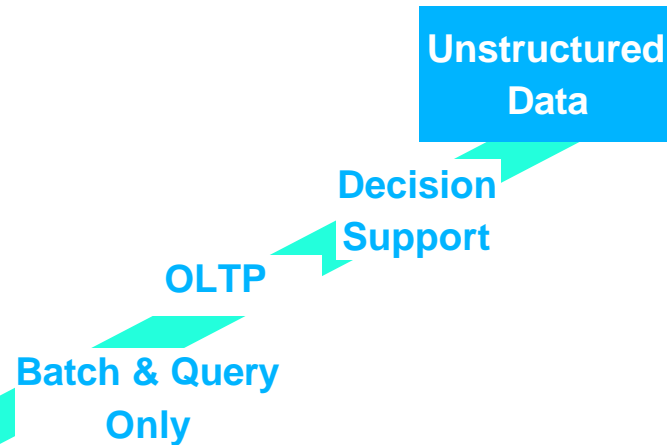 Unstructured
Data
Decision
Support
OLTP
Batch & Query
Only